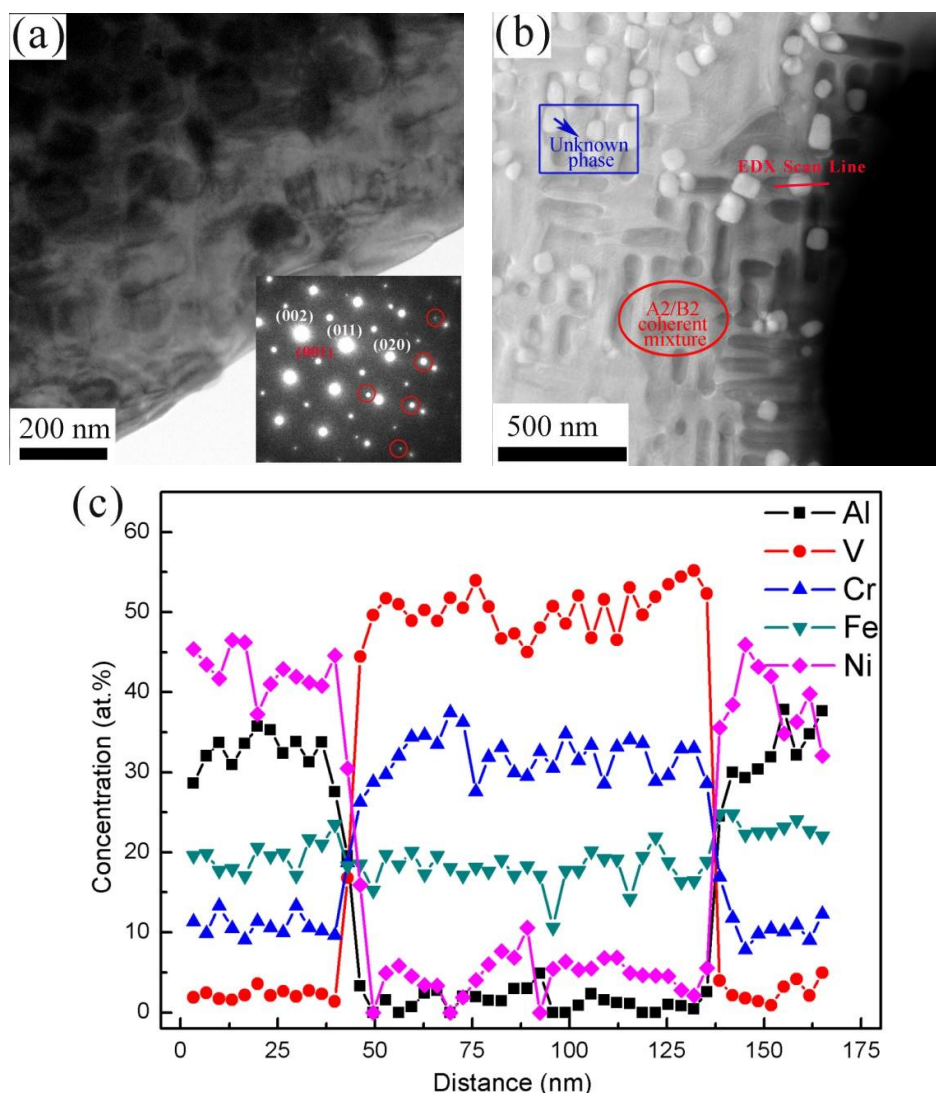 (a)
(002)
(011)
(020)
(001)
200 nm
(b)
Unknown
phase
EDX Scan Line
A2/B2
coherent
mixture
500 nm
(c)
Al
V
Cr
Fe
Ni
60
50
40
30
20
10
0
Concentration (at.%)
0 25 50 75 100 125 150 175
Distance (nm)